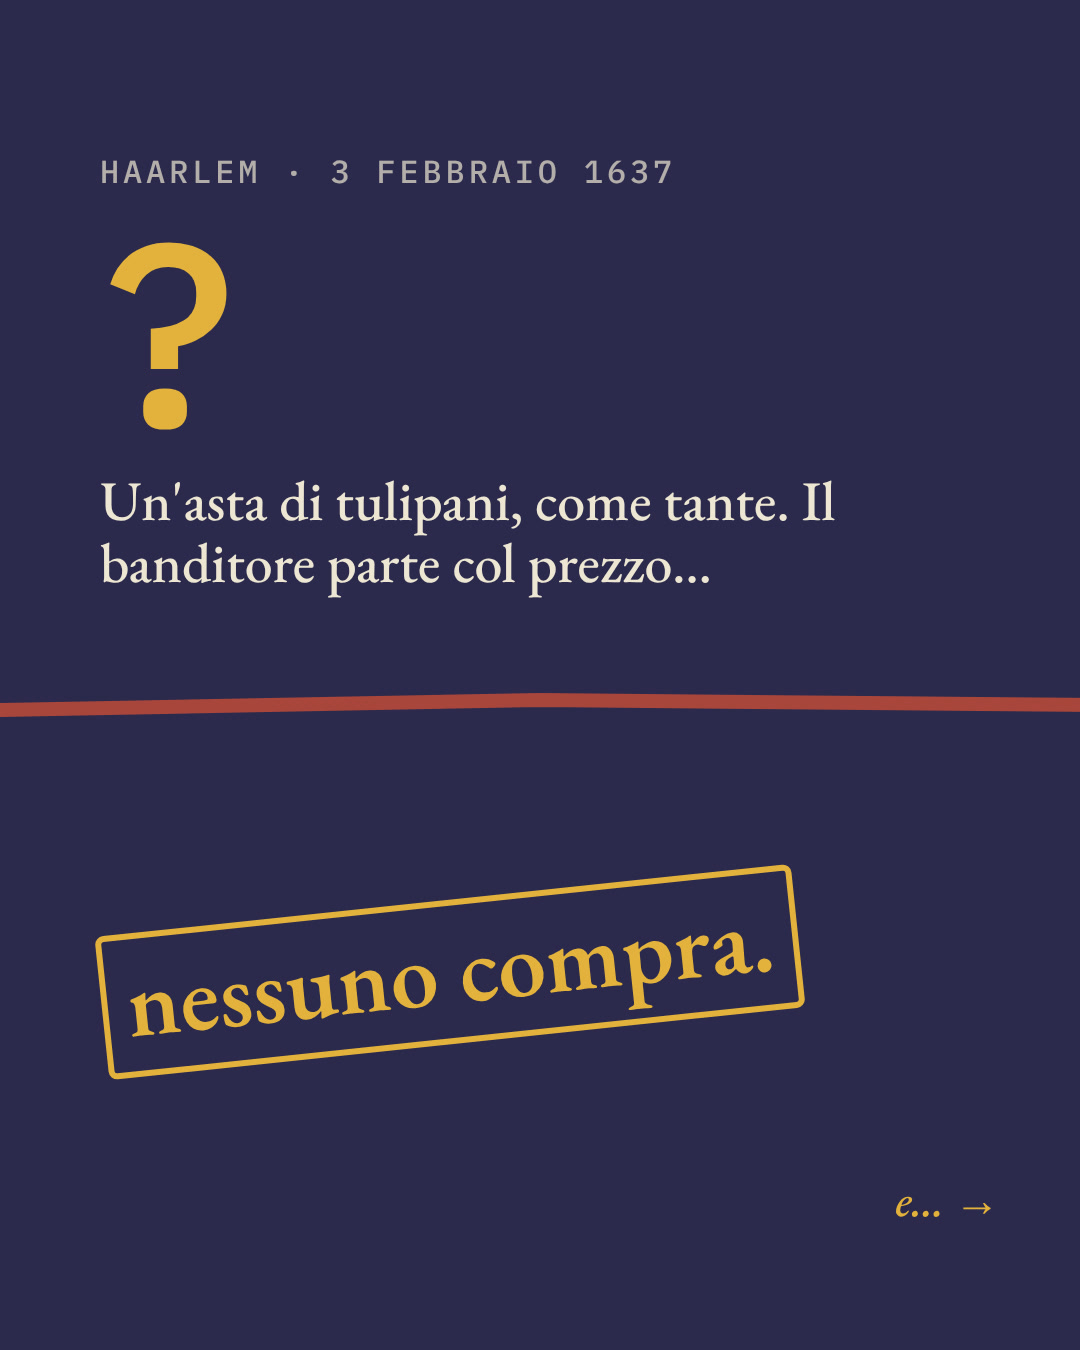 HAARLEM · 3 FEBBRAIO 1637
?
Un'asta di tulipani, come tante. Il
banditore parte col prezzo...
nessuno compra.
e... →